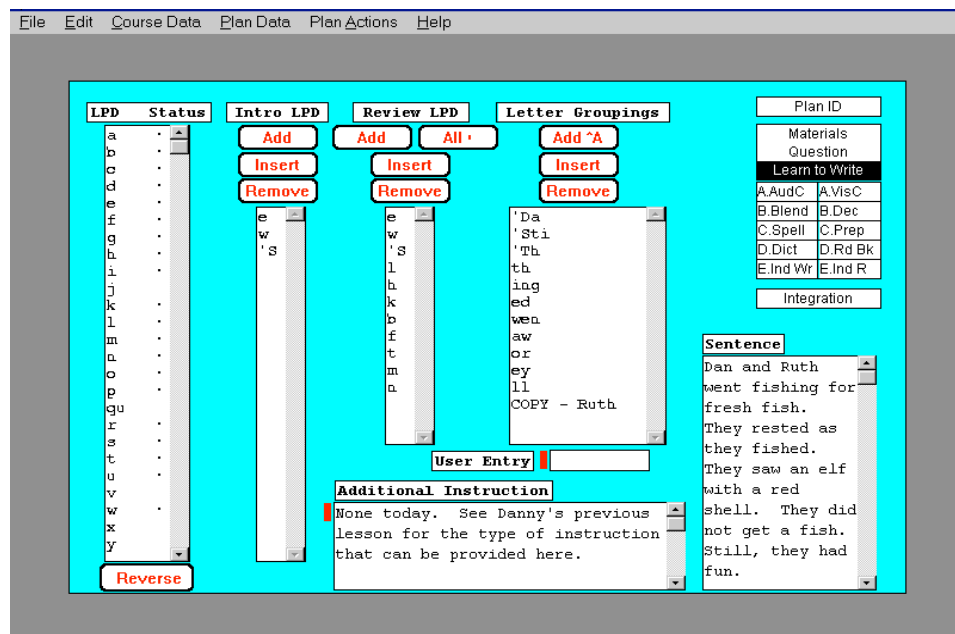 File Edit Course Data Plan Data Plan Actions Help
LPD Status
a ·
b ·
c ·
d ·
e ·
f ·
g ·
h ·
i ·
j
k ·
l ·
m ·
n ·
o ·
p ·
qu
r ·
s ·
t ·
u ·
v
w ·
x
y
Reverse
Intro LPD
Add
Insert
Remove
e
w
'S
Review LPD
Add All ·
Insert
Remove
e
w
'S
l
h
k
b
f
t
m
n
Letter Groupings
Add ^A
Insert
Remove
'Da
'Sti
'Th
th
ing
ed
wen
aw
or
ey
ll
COPY - Ruth
User Entry
Additional Instruction
None today. See Danny's previous
lesson for the type of instruction
that can be provided here.
Plan ID
Materials
Question
Learn to Write
A.AudC A.VisC
B.Blend B.Dec
C.Spell C.Prep
D.Dict D.Rd Bk
E.Ind Wr E.Ind R
Integration
Sentence
Dan and Ruth
went fishing for
fresh fish.
They rested as
they fished.
They saw an elf
with a red
shell. They did
not get a fish.
Still, they had
fun.